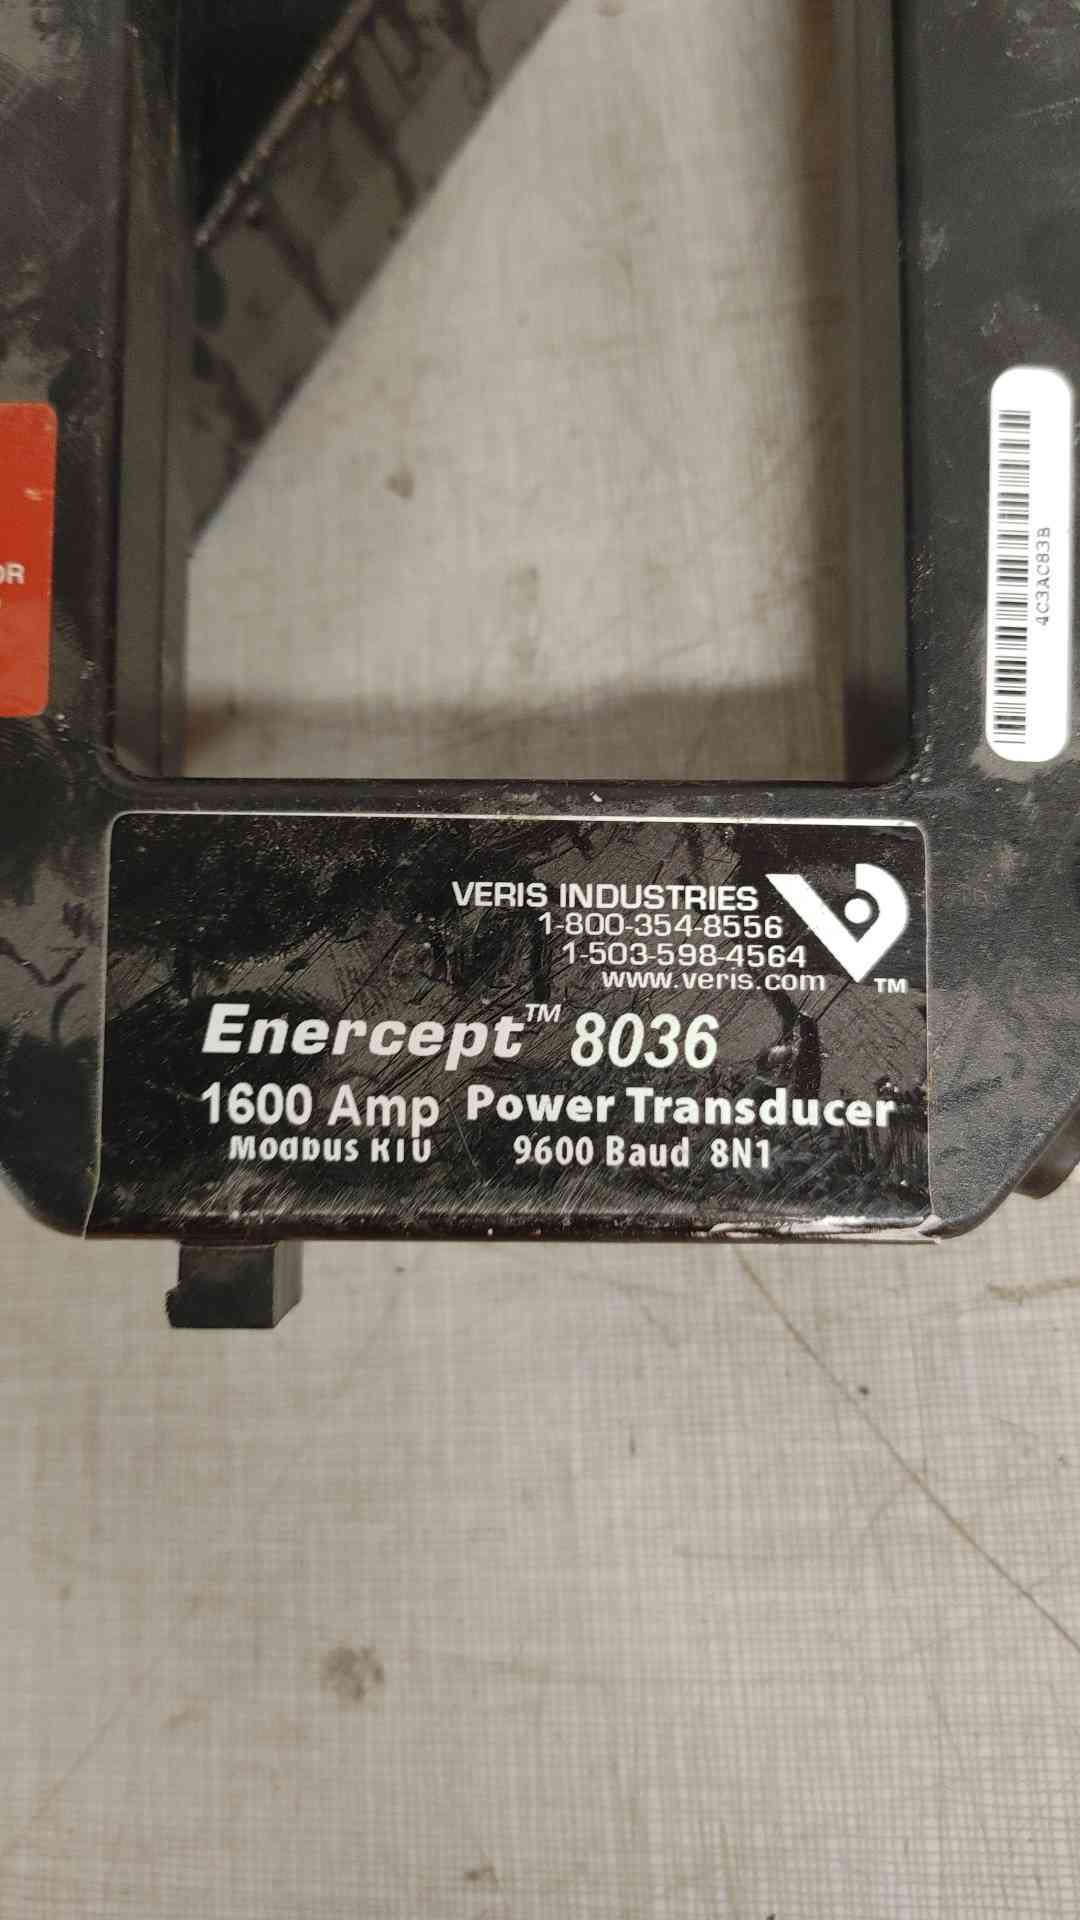 OR
4C3AC83B
VERIS INDUSTRIES
1-800-354-8556
1-503-598-4564
www.veris.com
TM
Enercept™ 8036
1600 Amp Power Transducer
Modbus RTU 9600 Baud 8N1